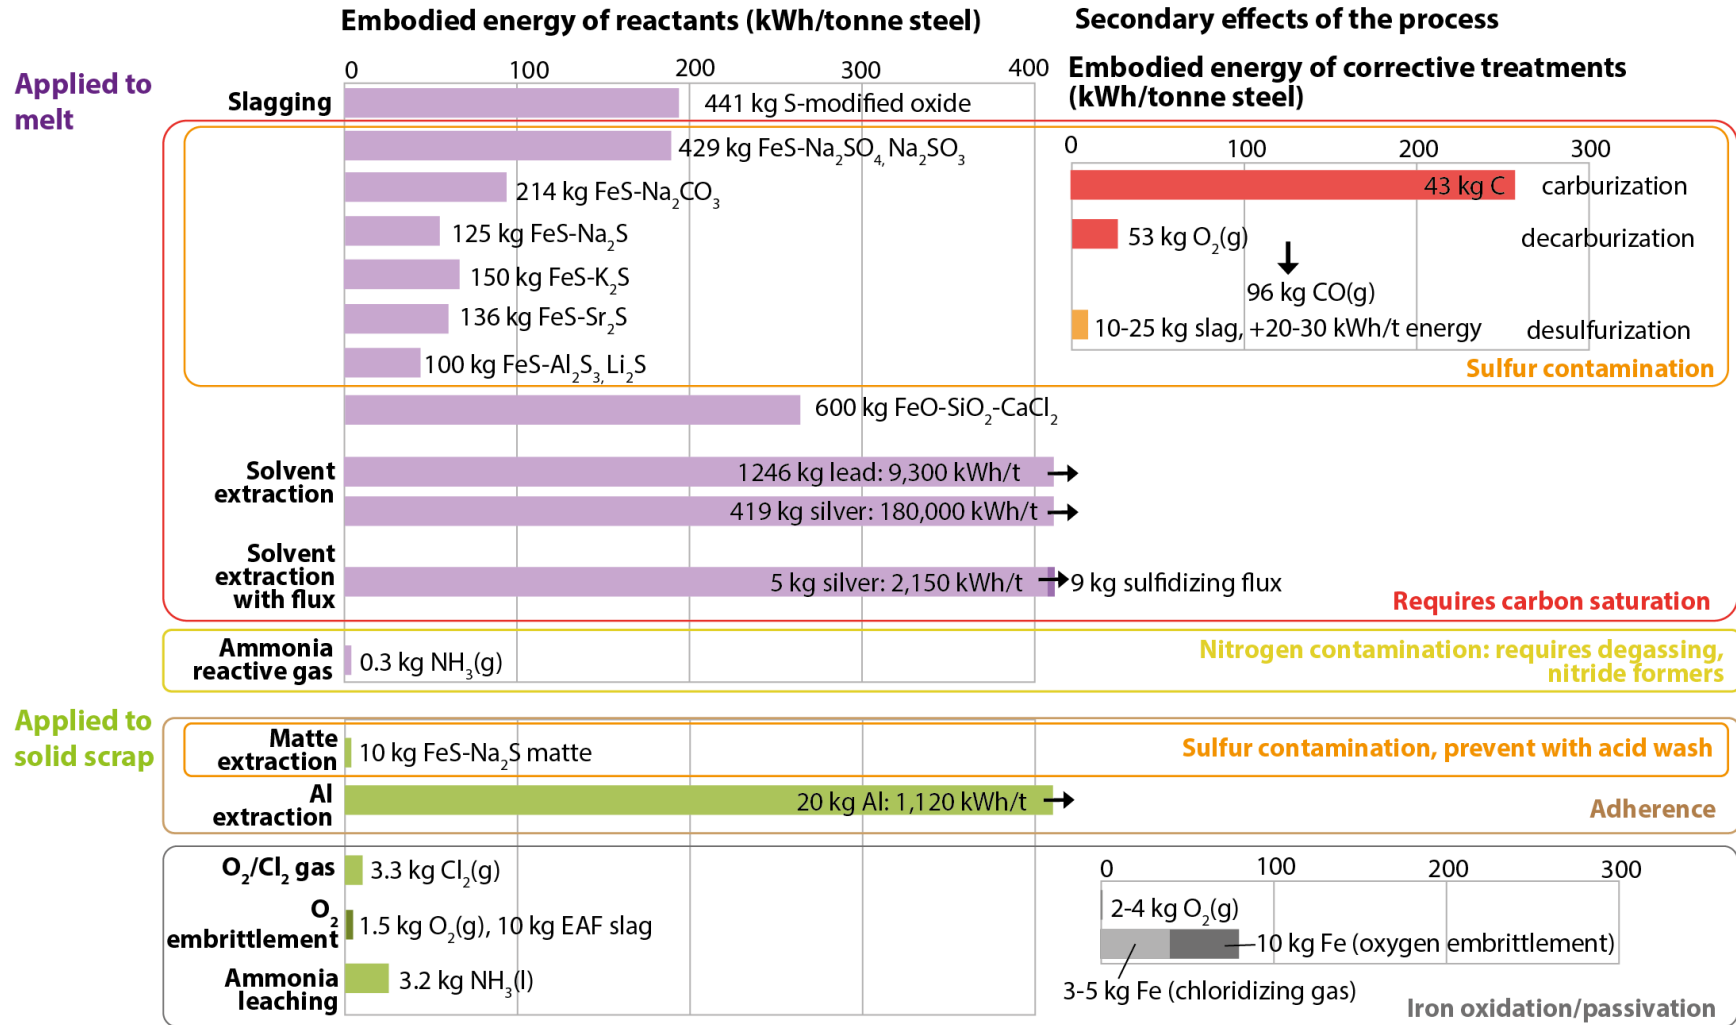 Embodied energy of reactants (kWh/tonne steel)
Secondary effects of the process
Embodied energy of corrective treatments
(kWh/tonne steel)
Applied to
melt
0 100 200 300 400
Slagging
441 kg S-modified oxide
429 kg FeS-Na₂SO₄, Na₂SO₃
214 kg FeS-Na₂CO₃
125 kg FeS-Na₂S
150 kg FeS-K₂S
136 kg FeS-Sr₂S
100 kg FeS-Al₂S₃, Li₂S
0 100 200 300
43 kg C carburization
53 kg O₂(g) decarburization
96 kg CO(g)
10-25 kg slag, +20-30 kWh/t energy desulfurization
Sulfur contamination
600 kg FeO-SiO₂-CaCl₂
Solvent
extraction
1246 kg lead: 9,300 kWh/t
419 kg silver: 180,000 kWh/t
Solvent
extraction
with flux
5 kg silver: 2,150 kWh/t
9 kg sulfidizing flux
Requires carbon saturation
Ammonia
reactive gas
0.3 kg NH₃(g)
Nitrogen contamination: requires degassing,
nitride formers
Applied to
solid scrap
Matte
extraction
10 kg FeS-Na₂S matte
Sulfur contamination, prevent with acid wash
Al
extraction
20 kg Al: 1,120 kWh/t
Adherence
O₂/Cl₂ gas
3.3 kg Cl₂(g)
O₂
embrittlement
1.5 kg O₂(g), 10 kg EAF slag
Ammonia
leaching
3.2 kg NH₃(l)
0 100 200 300
2-4 kg O₂(g)
10 kg Fe (oxygen embrittlement)
3-5 kg Fe (chloridizing gas)
Iron oxidation/passivation